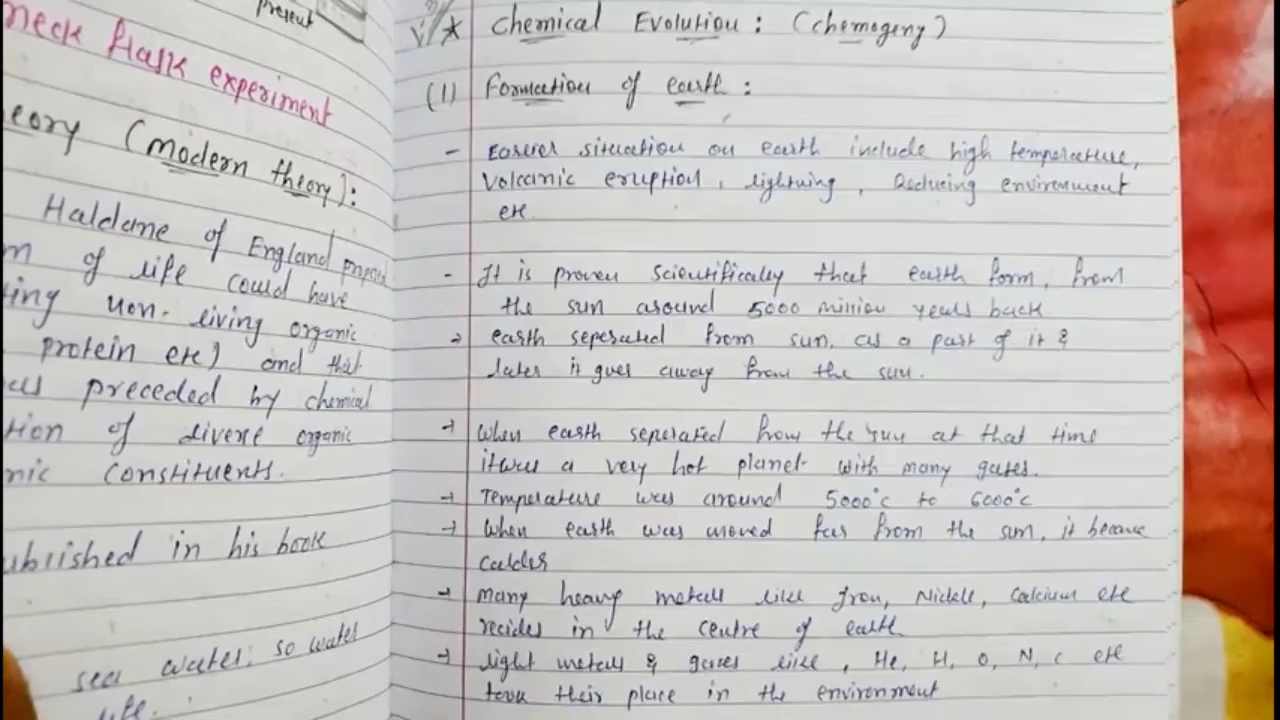 present
neck flask experiment
eory (modern theory):
Haldane of England
m of life could have
ting non-living organic
protein etc) and that
preceded by chemical
tion of diverse organic
nic constituents.
ublished in his book
sea water. so water
life.
* Chemical Evolution: (chemogeny)
(1) Formation of earth:
- Earlier situation on earth include high temperature,
volcanic eruption, lightning, Reducing environment
etc.
- It is proven scientifically that earth form, from
the sun around 5000 million years back.
→ earth seperated from sun, as a part of it &
later it goes away from the sun.
→ When earth seperated from the sun at that time
it was a very hot planet with many gases.
→ Temperature was around 5000°c to 6000°c
→ When earth was moved far from the sun, it became
colder
→ many heavy metals like Iron, Nickle, Calcium etc
recides in the centre of earth
→ light metals & gases like, He, H, O, N, C etc
took their place in the environment